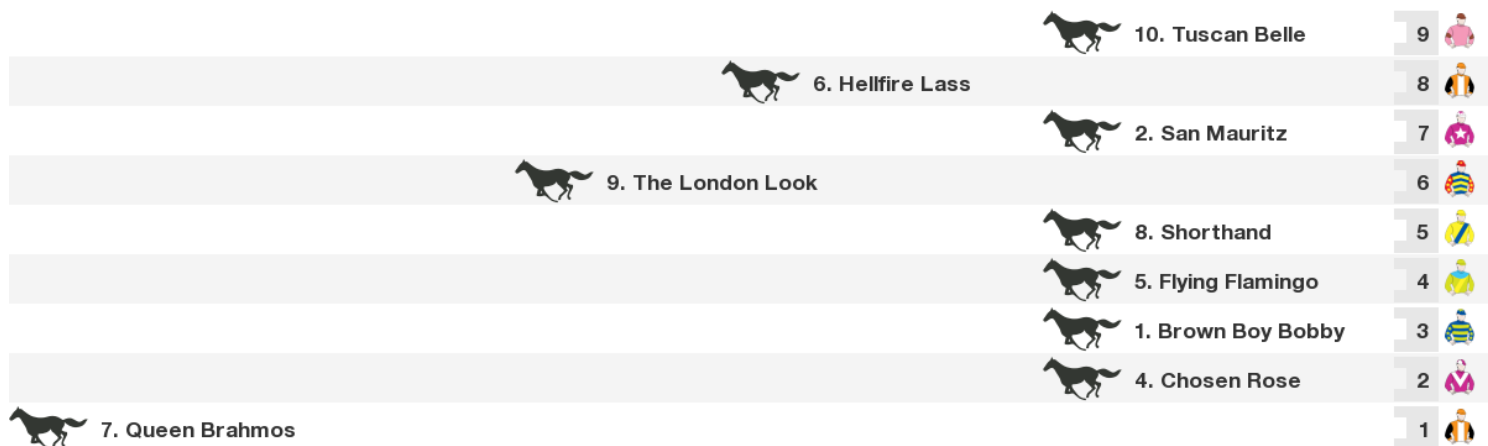 10. Tuscan Belle 9
6. Hellfire Lass 8
2. San Mauritz 7
9. The London Look 6
8. Shorthand 5
5. Flying Flamingo 4
1. Brown Boy Bobby 3
4. Chosen Rose 2
7. Queen Brahmos 1